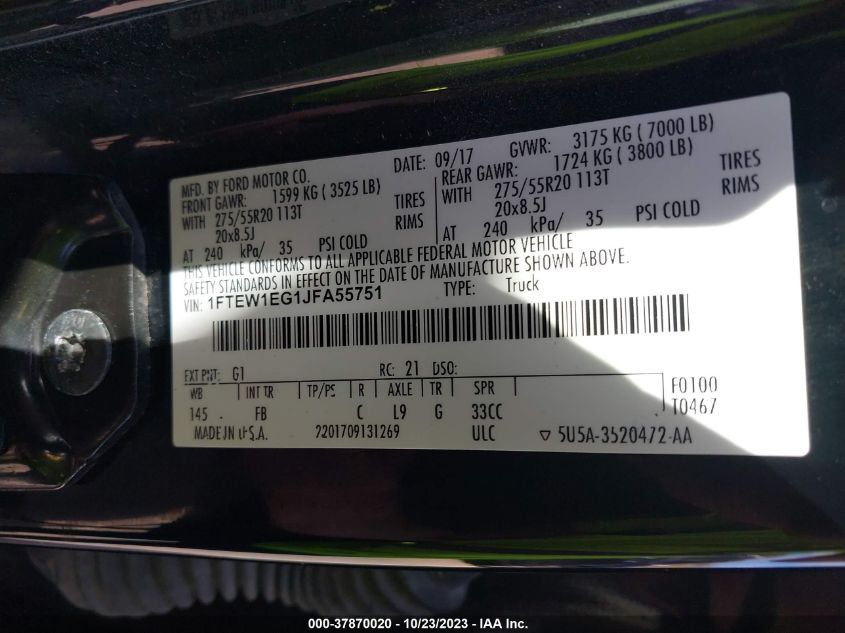 MFD. BY FORD MOTOR CO.
DATE: 09/17 GVWR: 3175 KG ( 7000 LB)
FRONT GAWR: 1599 KG ( 3525 LB)
REAR GAWR: 1724 KG ( 3800 LB)
WITH 275/55R20 113T TIRES
WITH 275/55R20 113T TIRES
20x8.5J RIMS
20x8.5J RIMS
AT 240 kPa/ 35 PSI COLD
AT 240 kPa/ 35 PSI COLD
THIS VEHICLE CONFORMS TO ALL APPLICABLE FEDERAL MOTOR VEHICLE
SAFETY STANDARDS IN EFFECT ON THE DATE OF MANUFACTURE SHOWN ABOVE.
VIN: 1FTEW1EG1JFA55751 TYPE: Truck
EXT PNT: G1 RC: 21 DSO:
WB INT TR TP/PS R AXLE TR SPR F0100
145 FB C L9 G 33CC T0467
MADE IN U.S.A. 2201709131269 ULC ▽ 5U5A-3520472-AA
000-37870020 - 10/23/2023 - IAA Inc.